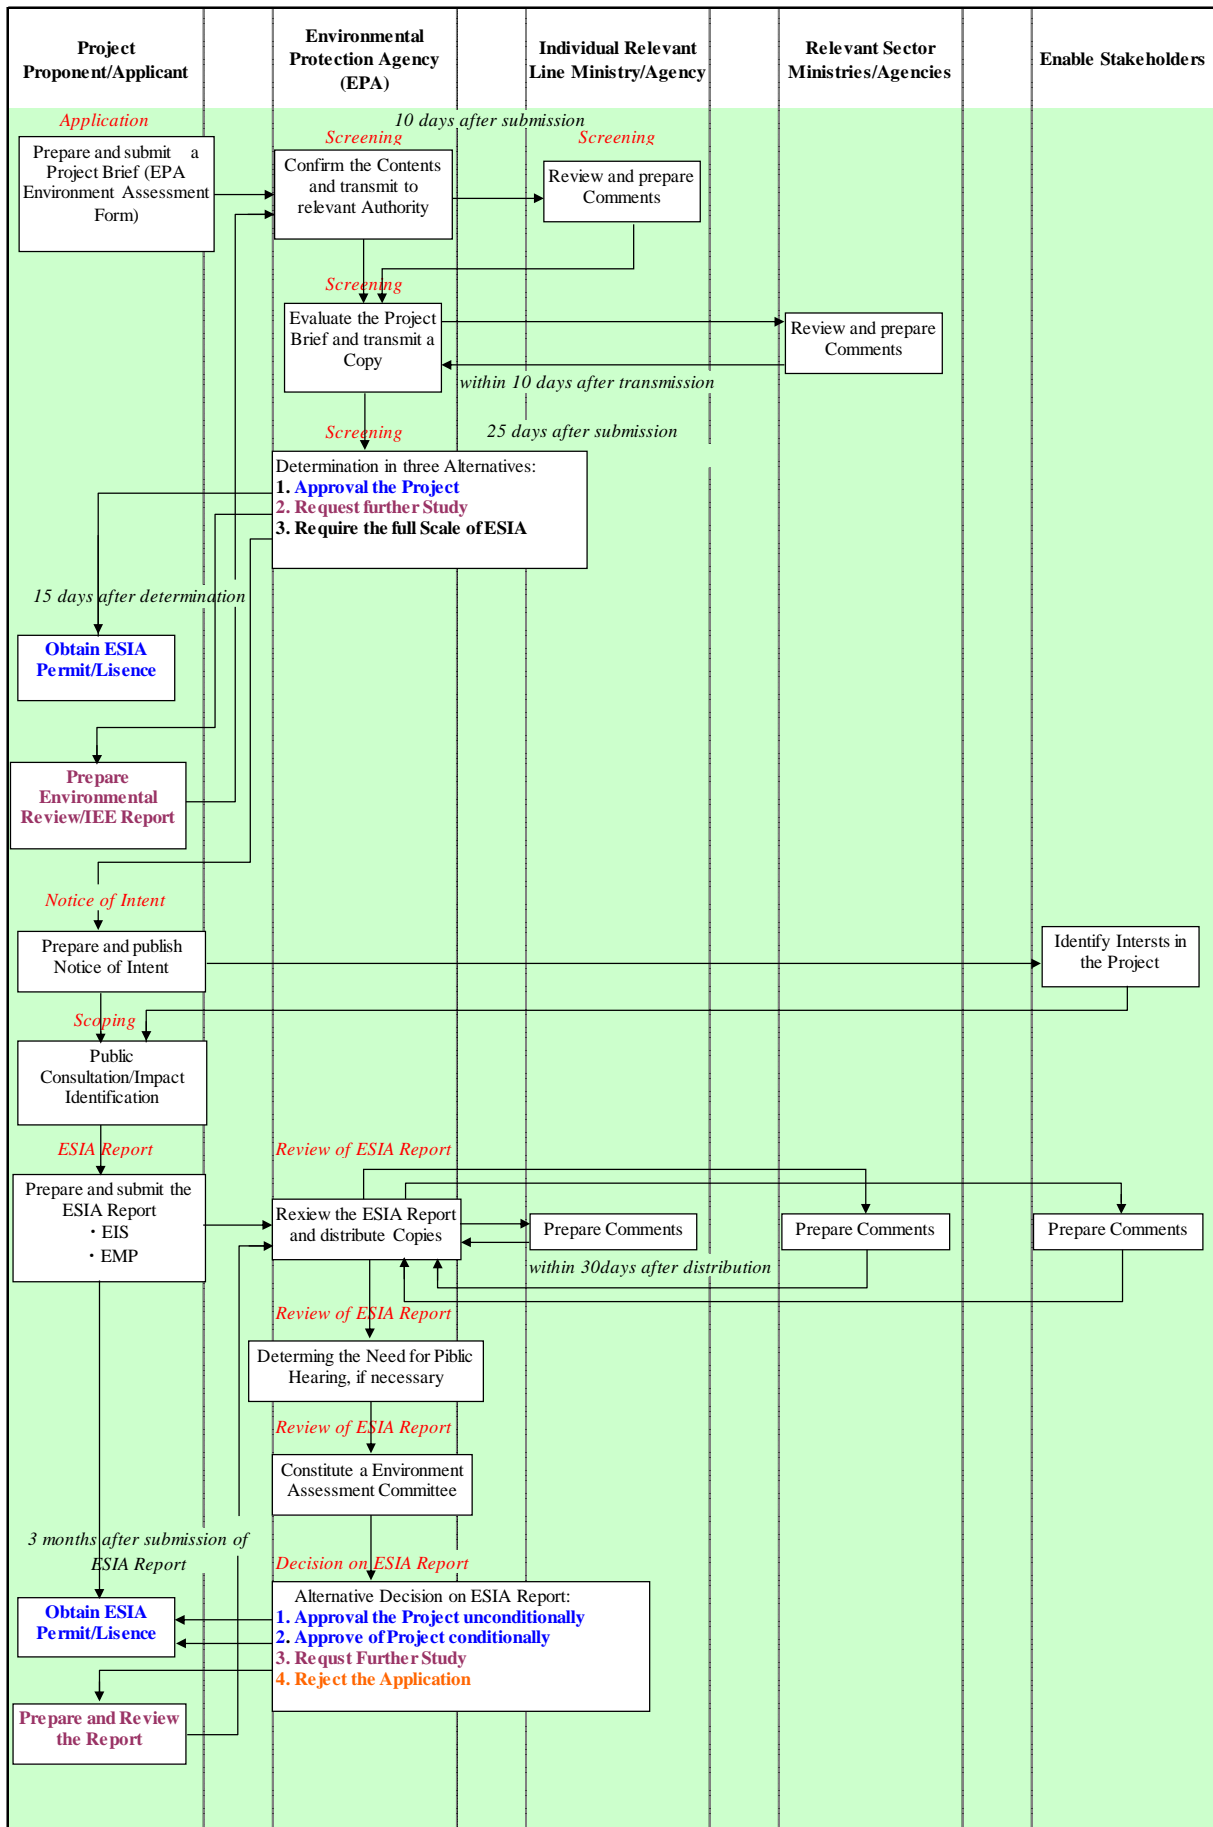 Project
Proponent/Applicant
Environmental
Protection Agency
(EPA)
Individual Relevant
Line Ministry/Agency
Relevant Sector
Ministries/Agencies
Enable Stakeholders
Application
10 days after submission
Screening
Screening
Prepare and submit a
Project Brief (EPA
Environment Assessment
Form)
Confirm the Contents
and transmit to
relevant Authority
Review and prepare
Comments
Screening
Evaluate the Project
Brief and transmit a
Copy
Review and prepare
Comments
within 10 days after transmission
Screening
25 days after submission
Determination in three Alternatives:
1. Approval the Project
2. Request further Study
3. Require the full Scale of ESIA
15 days after determination
Obtain ESIA
Permit/Lisence
Prepare
Environmental
Review/IEE Report
Notice of Intent
Prepare and publish
Notice of Intent
Identify Intersts in
the Project
Scoping
Public
Consultation/Impact
Identification
ESIA Report
Review of ESIA Report
Prepare and submit the
ESIA Report
・EIS
・EMP
Rexiew the ESIA Report
and distribute Copies
Prepare Comments
Prepare Comments
Prepare Comments
within 30days after distribution
Review of ESIA Report
Determing the Need for Piblic
Hearing, if necessary
Review of ESIA Report
Constitute a Environment
Assessment Committee
3 months after submission of
ESIA Report
Decision on ESIA Report
Alternative Decision on ESIA Report:
1. Approval the Project unconditionally
2. Approve of Project conditionally
3. Requst Further Study
4. Reject the Application
Obtain ESIA
Permit/Lisence
Prepare and Review
the Report